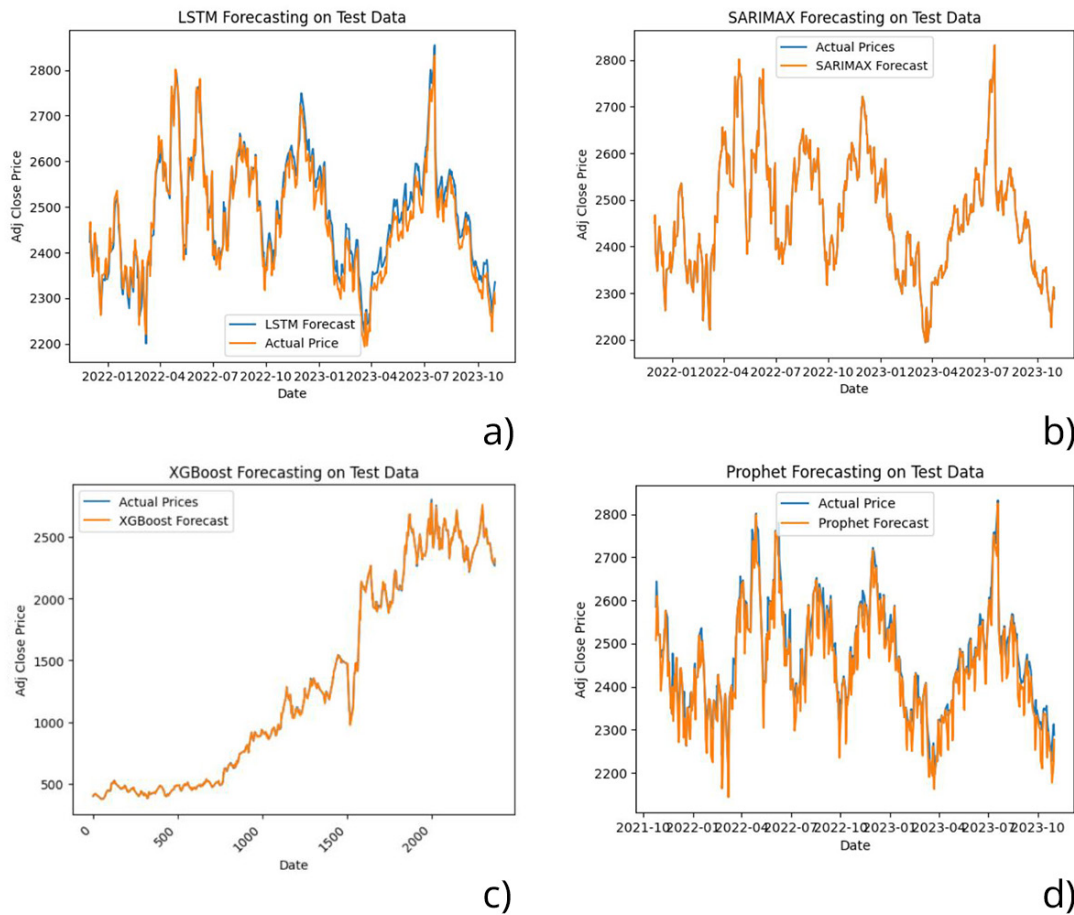 LSTM Forecasting on Test Data
Adj Close Price
2800
2700
2600
2500
2400
2300
2200
LSTM Forecast
Actual Price
2022-01 2022-04 2022-07 2022-10 2023-01 2023-04 2023-07 2023-10
Date
a)
SARIMAX Forecasting on Test Data
Actual Prices
SARIMAX Forecast
Adj Close Price
2800
2700
2600
2500
2400
2300
2200
2022-01 2022-04 2022-07 2022-10 2023-01 2023-04 2023-07 2023-10
Date
b)
XGBoost Forecasting on Test Data
Actual Prices
XGBoost Forecast
Adj Close Price
2500
2000
1500
1000
500
0
500
1000
1500
2000
Date
c)
Prophet Forecasting on Test Data
Actual Price
Prophet Forecast
Adj Close Price
2800
2700
2600
2500
2400
2300
2200
2021-10 2022-01 2022-04 2022-07 2022-10 2023-01 2023-04 2023-07 2023-10
Date
d)